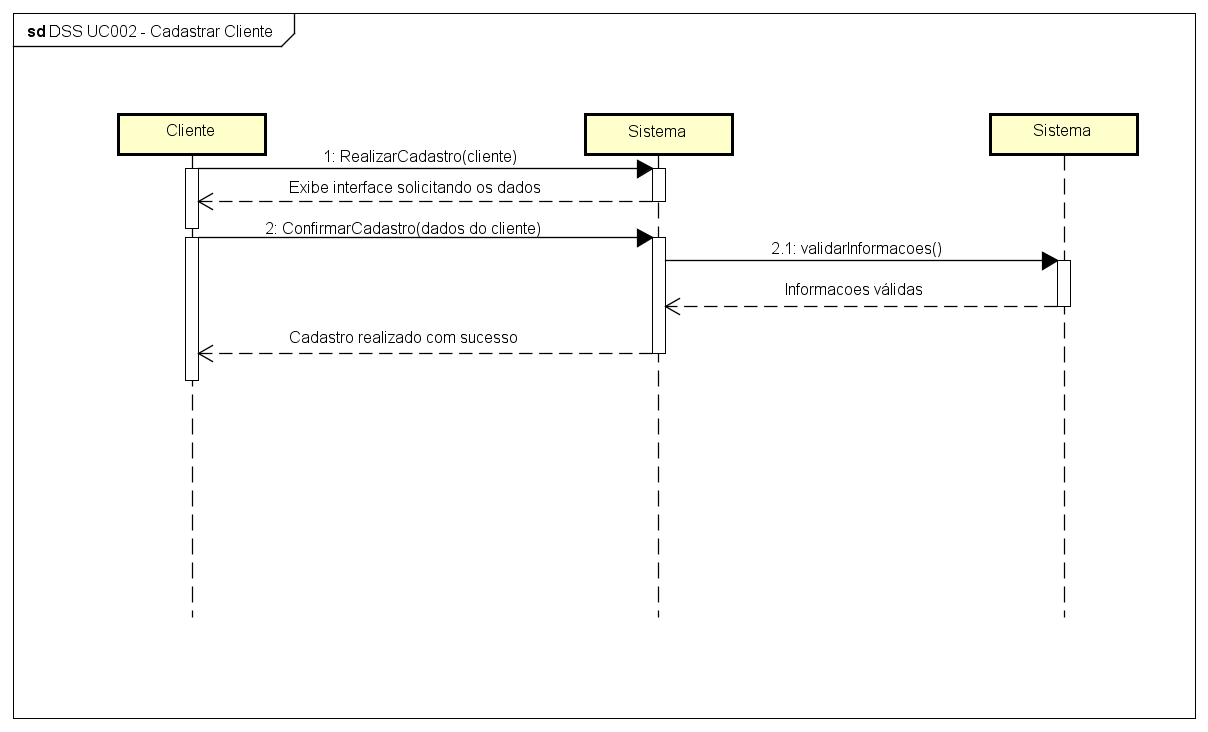 sd DSS UC002 - Cadastrar Cliente
Cliente
Sistema
Sistema
1: RealizarCadastro(cliente)
Exibe interface solicitando os dados
2: ConfirmarCadastro(dados do cliente)
2.1: validarInformacoes()
Informacoes válidas
Cadastro realizado com sucesso